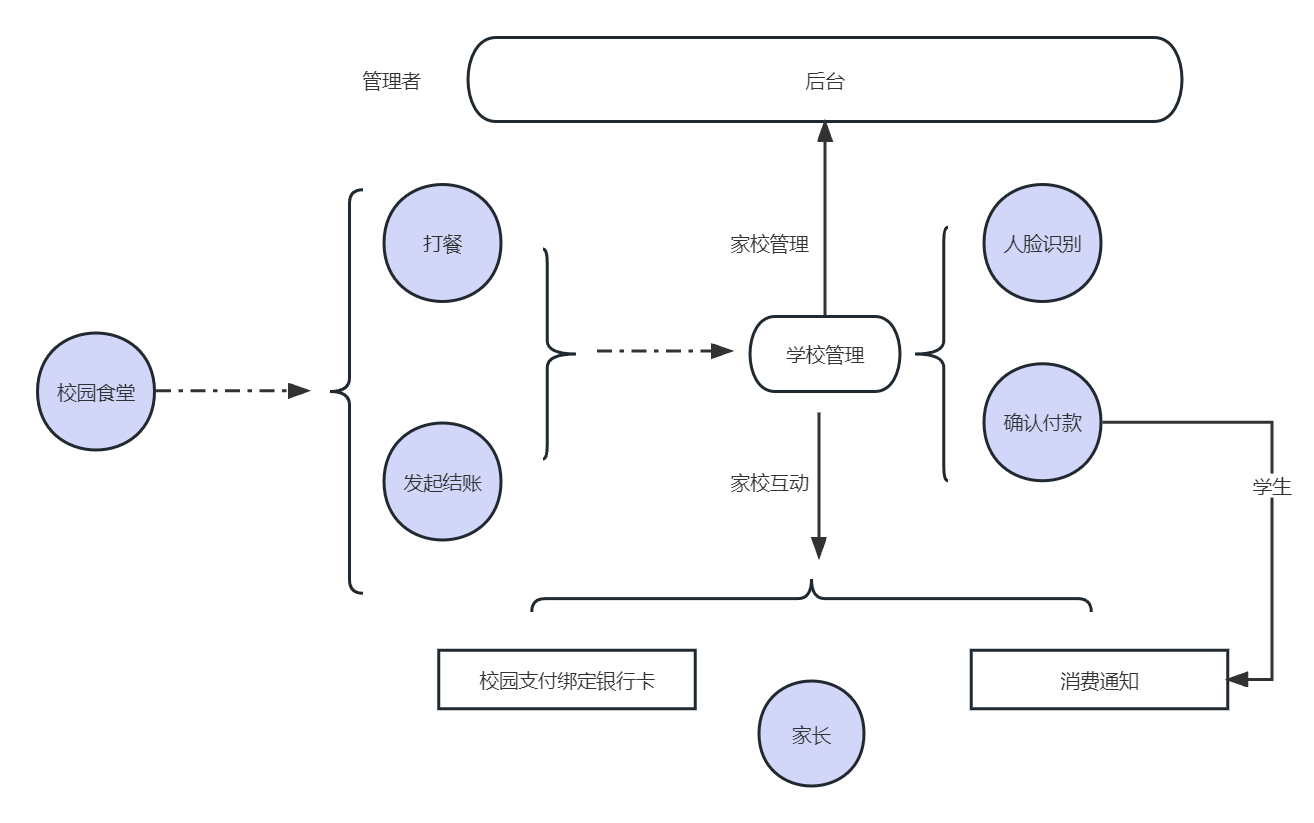 管理者
后台
打餐
家校管理
人脸识别
学校管理
校园食堂
确认付款
发起结账
家校互动
学生
校园支付绑定银行卡
消费通知
家长